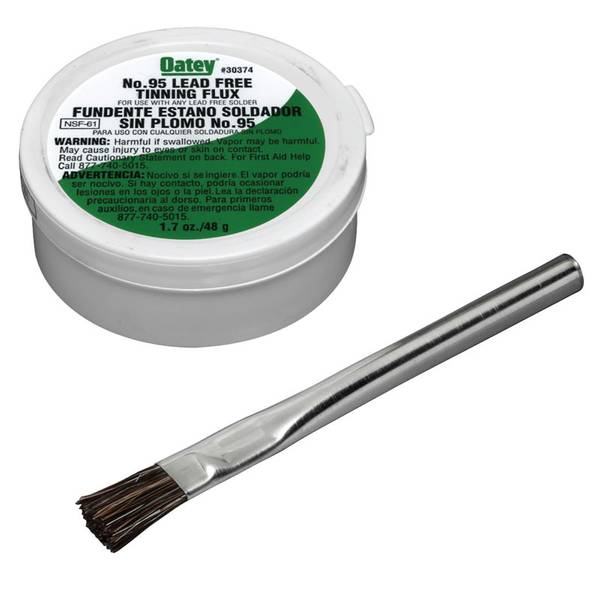 Oatey #30374
No.95 LEAD FREE
TINNING FLUX
FOR USE WITH ANY LEAD FREE SOLDER
FUNDENTE ESTANO SOLDADOR
NSF-61 SIN PLOMO No.95
PARA USO CON CUALQUIER SOLDADURA SIN PLOMO
WARNING: Harmful if swallowed. Vapor may be harmful.
May cause injury to eyes or skin on contact.
Read Cautionary Statement on back. For First Aid Help
Call 877-740-5015.
ADVERTENCIA: Nocivo si se ingiere. El vapor podría
ser nocivo. Si hay contacto, podría ocasionar
lesiones en los ojos o la piel. Lea la declaración
precaucionaria al dorso. Para primeros
auxilios, en caso de emergencia llame
877-740-5015.
1.7 oz./48 g